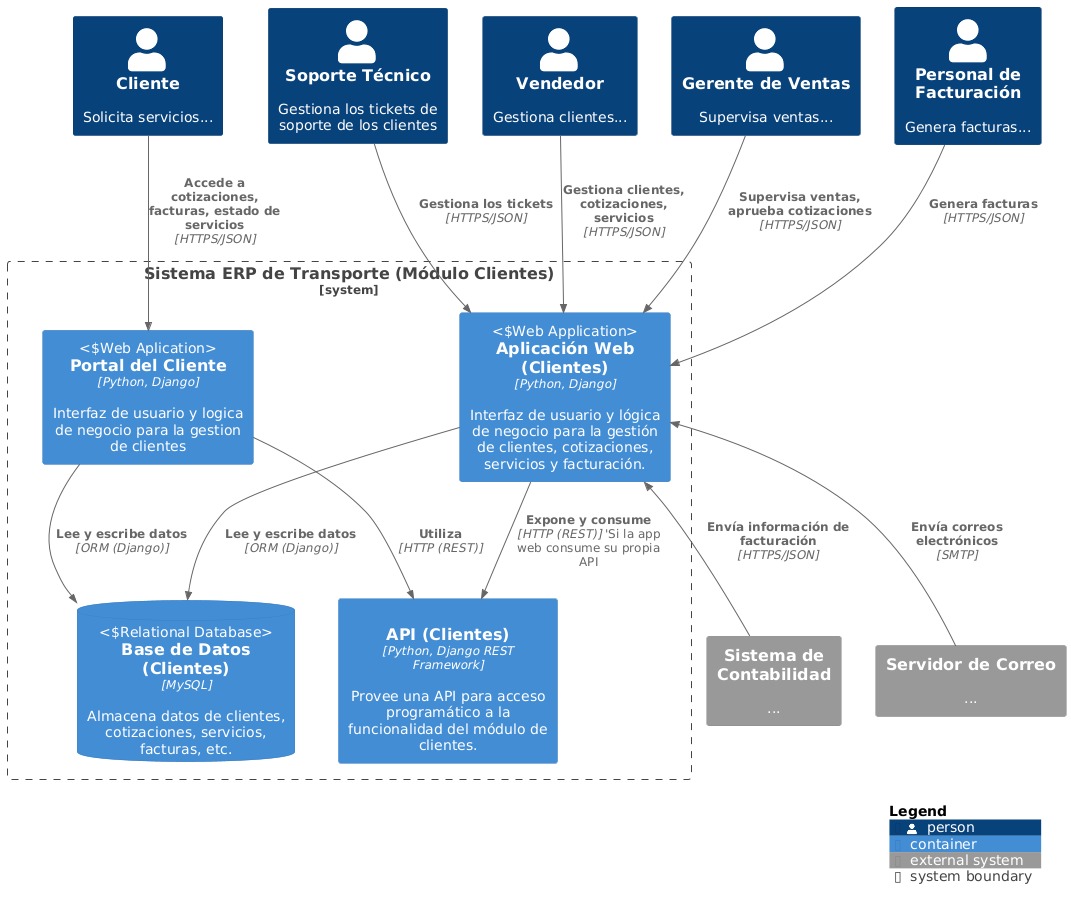 Cliente
Solicita servicios...
Soporte Técnico
Gestiona los tickets de
soporte de los clientes
Vendedor
Gestiona clientes...
Gerente de Ventas
Supervisa ventas...
Personal de
Facturación
Genera facturas...
Accede a
cotizaciones,
facturas, estado de
servicios
[HTTPS/JSON]
Gestiona los tickets
[HTTPS/JSON]
Gestiona clientes,
cotizaciones,
servicios
[HTTPS/JSON]
Supervisa ventas,
aprueba cotizaciones
[HTTPS/JSON]
Genera facturas
[HTTPS/JSON]
Sistema ERP de Transporte (Módulo Clientes)
[system]
<$Web Aplication>
Portal del Cliente
[Python, Django]
Interfaz de usuario y logica
de negocio para la gestion
de clientes
<$Web Application>
Aplicación Web
(Clientes)
[Python, Django]
Interfaz de usuario y lógica
de negocio para la gestión
de clientes, cotizaciones,
servicios y facturación.
Lee y escribe datos
[ORM (Django)]
Lee y escribe datos
[ORM (Django)]
Utiliza
[HTTP (REST)]
Expone y consume
[HTTP (REST)] 'Si la app
web consume su propia
API
Envía información de
facturación
[HTTPS/JSON]
Envía correos
electrónicos
[SMTP]
<$Relational Database>
Base de Datos
(Clientes)
[MySQL]
Almacena datos de clientes,
cotizaciones, servicios,
facturas, etc.
API (Clientes)
[Python, Django REST
Framework]
Provee una API para acceso
programático a la
funcionalidad del módulo de
clientes.
Sistema de
Contabilidad
...
Servidor de Correo
...
Legend
person
container
external system
system boundary